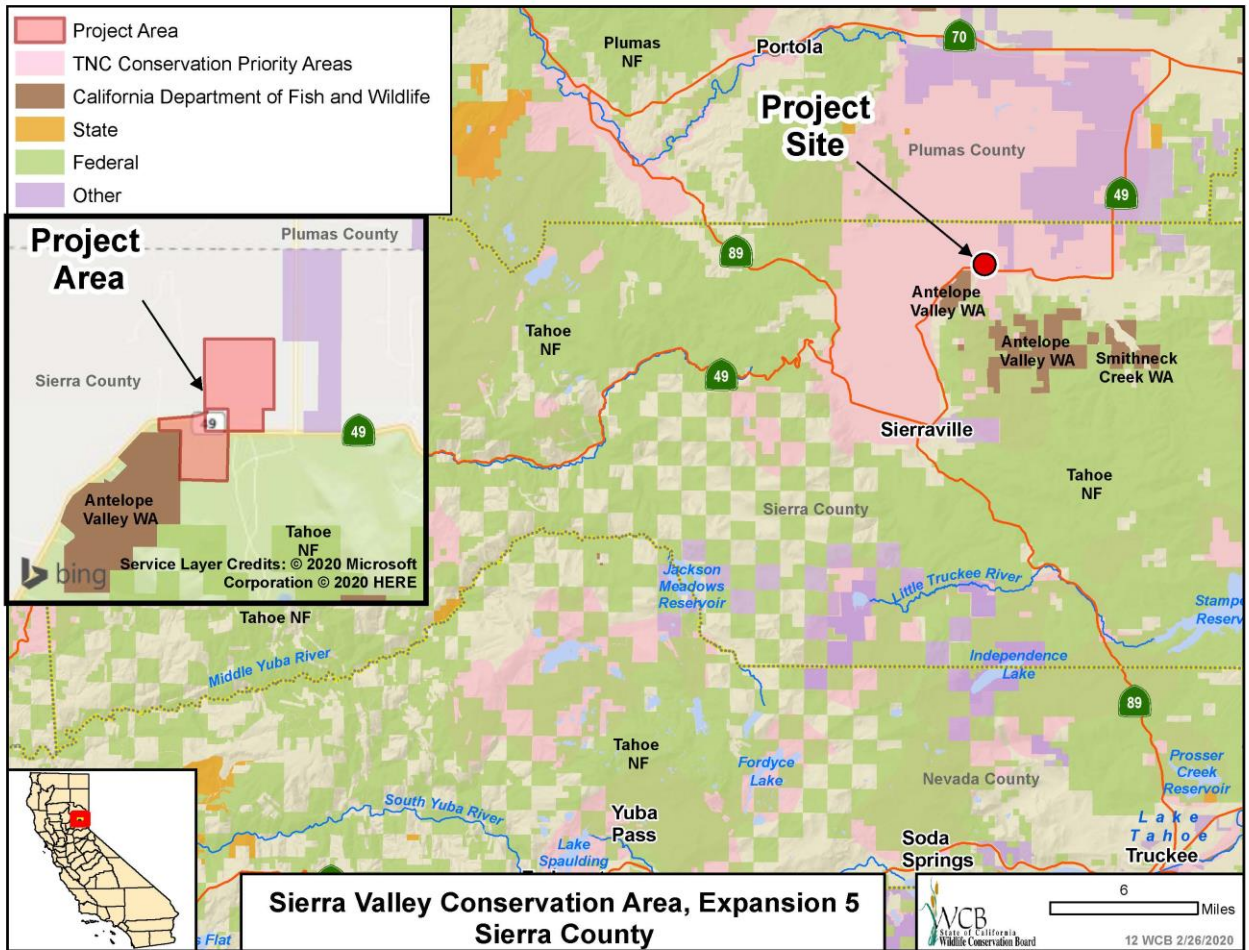 Project Area
TNC Conservation Priority Areas
California Department of Fish and Wildlife
State
Federal
Other
Project
Area
Plumas County
Sierra County
49
49
Antelope
Valley WA
Tahoe
NF
bing
Service Layer Credits: © 2020 Microsoft
Corporation © 2020 HERE
Plumas
NF
Portola
70
Project
Site
Plumas County
49
89
Antelope
Valley WA
Tahoe
NF
Antelope
Valley WA
Smithneck
Creek WA
49
Sierraville
Tahoe
NF
Sierra County
Jackson
Meadows
Reservoir
Little Truckee River
Tahoe NF
Middle Yuba River
Independence
Lake
89
Tahoe
NF
Fordyce
Lake
Nevada County
Prosser
Creek
Reservoir
South Yuba River
Yuba
Pass
Lake
Spaulding
Soda
Springs
Lake
Tahoe
Truckee
Sierra Valley Conservation Area, Expansion 5
Sierra County
WCB
State of California
Wildlife Conservation Board
6
Miles
12 WCB 2/26/2020